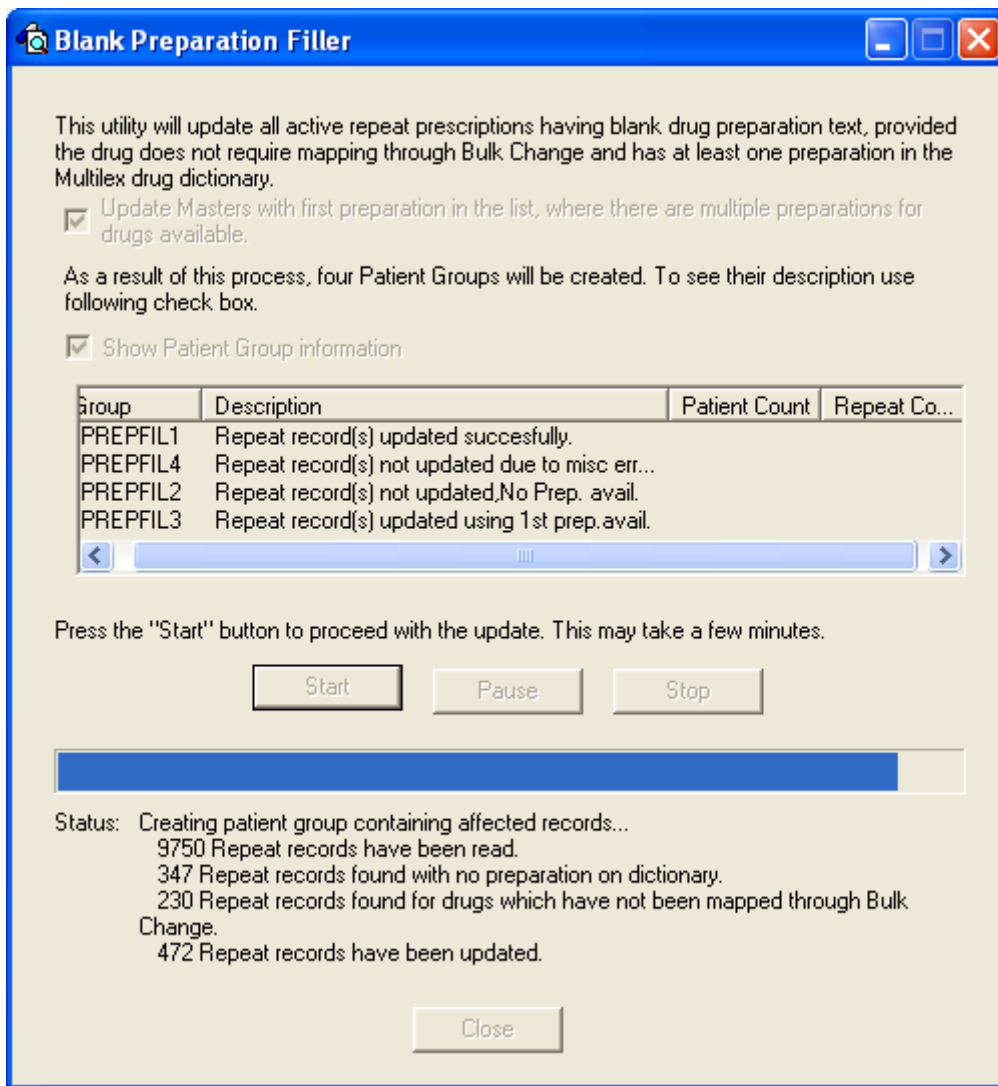 Blank Preparation Filler
This utility will update all active repeat prescriptions having blank drug preparation text, provided
the drug does not require mapping through Bulk Change and has at least one preparation in the
Multilex drug dictionary.
Update Masters with first preparation in the list, where there are multiple preparations for
drugs available.
As a result of this process, four Patient Groups will be created. To see their description use
following check box.
Show Patient Group information
Group Description Patient Count Repeat Co...
PREPFIL1 Repeat record(s) updated succesfully.
PREPFIL4 Repeat record(s) not updated due to misc err...
PREPFIL2 Repeat record(s) not updated,No Prep. avail.
PREPFIL3 Repeat record(s) updated using 1st prep.avail.
Press the "Start" button to proceed with the update. This may take a few minutes.
Start Pause Stop
Status: Creating patient group containing affected records...
9750 Repeat records have been read.
347 Repeat records found with no preparation on dictionary.
230 Repeat records found for drugs which have not been mapped through Bulk
Change.
472 Repeat records have been updated.
Close